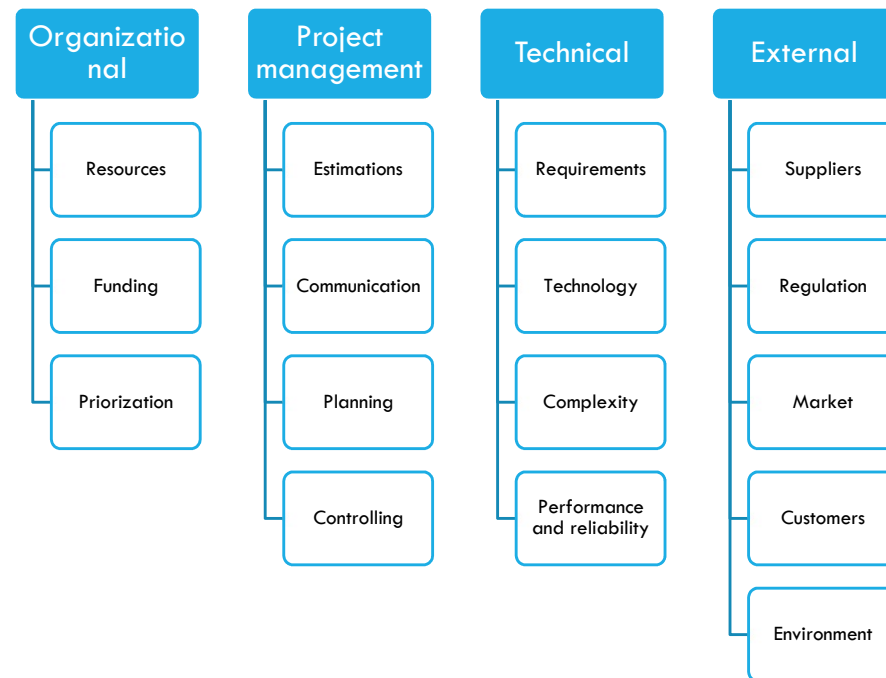 Organizatio
nal
Resources
Funding
Priorization
Project
management
Estimations
Communication
Planning
Controlling
Technical
Requirements
Technology
Complexity
Performance
and reliability
External
Suppliers
Regulation
Market
Customers
Environment